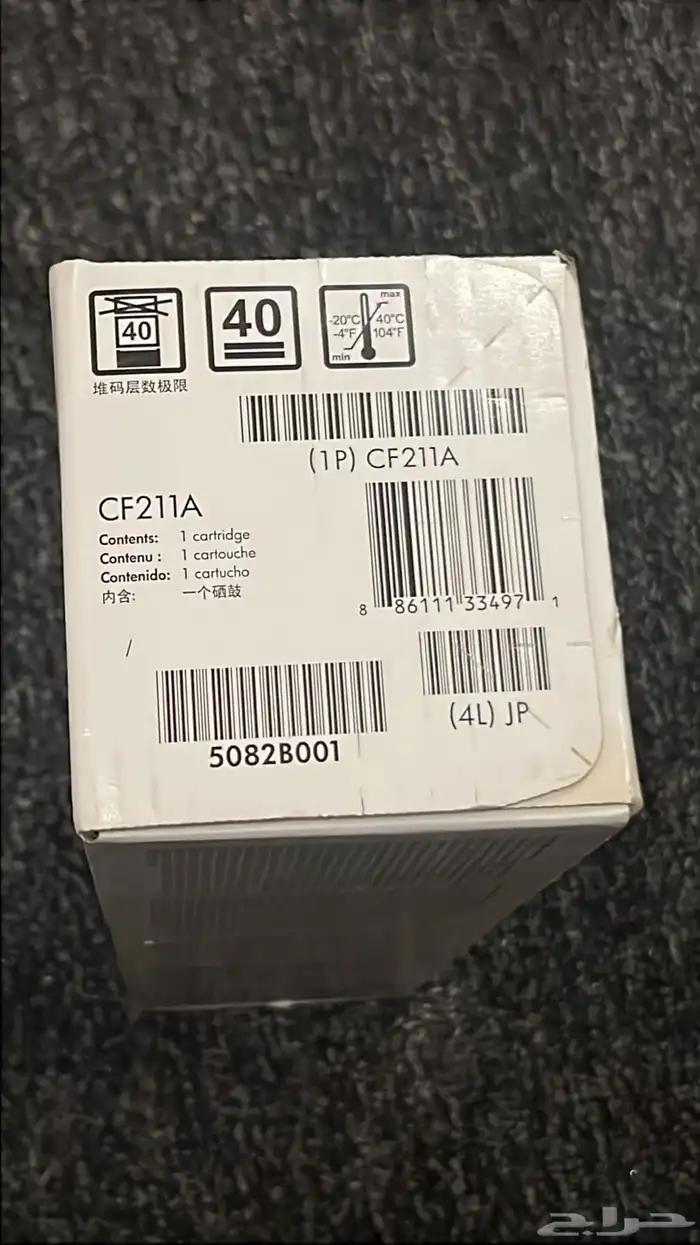 40
40
max
-20°C 40°C
-4°F 104°F
min
堆码层数极限
(1P) CF211A
CF211A
Contents: 1 cartridge
Contenu : 1 cartouche
Contenido: 1 cartucho
内含: 一个硒鼓
8 86111 33497 1
/
(4L) JP
5082B001
حراج